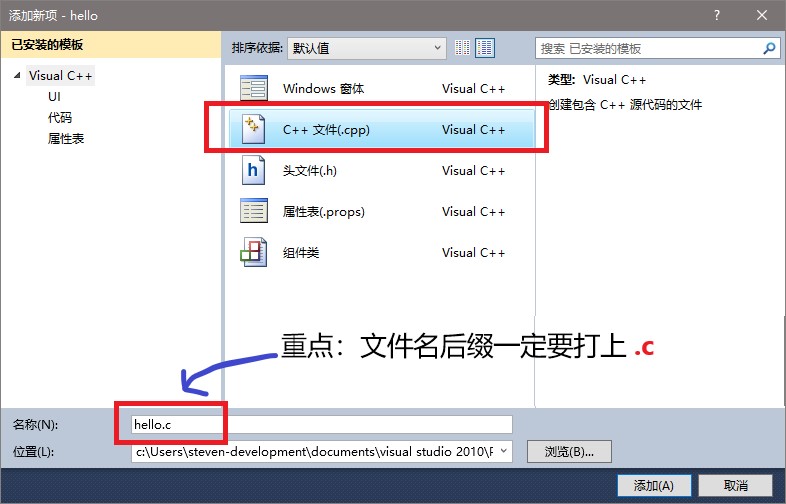 添加新项 - hello
?
已安装的模板
Visual C++
UI
代码
属性表
排序依据: 默认值
搜索 已安装的模板
Windows 窗体 Visual C++
C++ 文件(.cpp) Visual C++
头文件(.h) Visual C++
属性表(.props) Visual C++
组件类 Visual C++
类型: Visual C++
创建包含 C++ 源代码的文件
重点：文件名后缀一定要打上 .c
名称(N): hello.c
位置(L): c:\Users\steven-development\documents\visual studio 2010\
浏览(B)...
添加(A) 取消